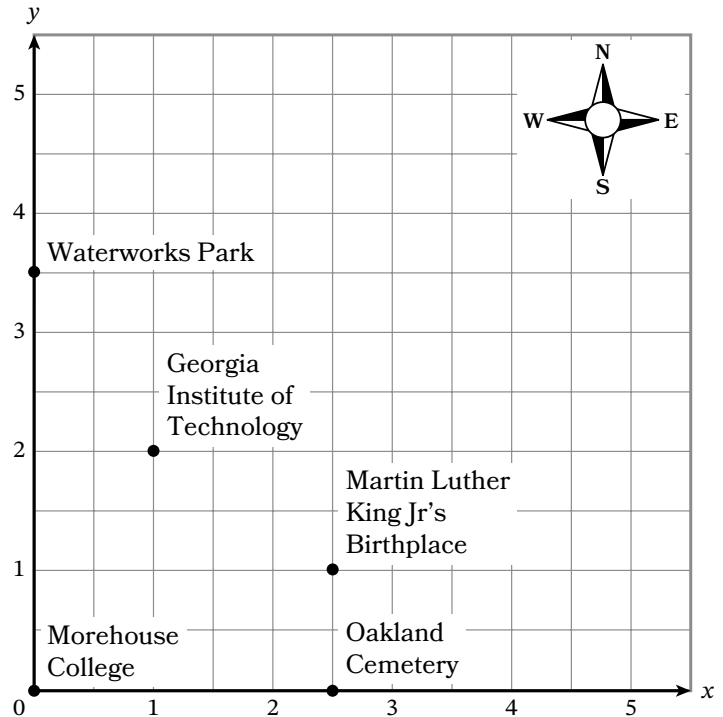 y
N
5
W E
S
4
Waterworks Park
3
Georgia
Institute of
Technology
2
Martin Luther
King Jr's
Birthplace
1
Morehouse
College
Oakland
Cemetery
0 1 2 3 4 5 x